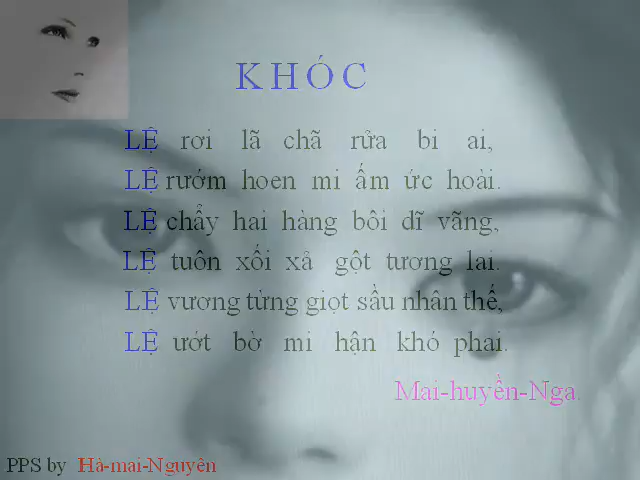 KHÓC
LỆ rơi lã chã rửa bi ai,
LỆ rướm hoen mi ấm ức hoài.
LỆ chẩy hai hàng bôi dĩ vãng,
LỆ tuôn xối xả gột tương lai.
LỆ vương từng giọt sầu nhân thế,
LỆ ướt bờ mi hận khó phai.
Mai-huyền-Nga.
PPS by Hà-mai-Nguyên